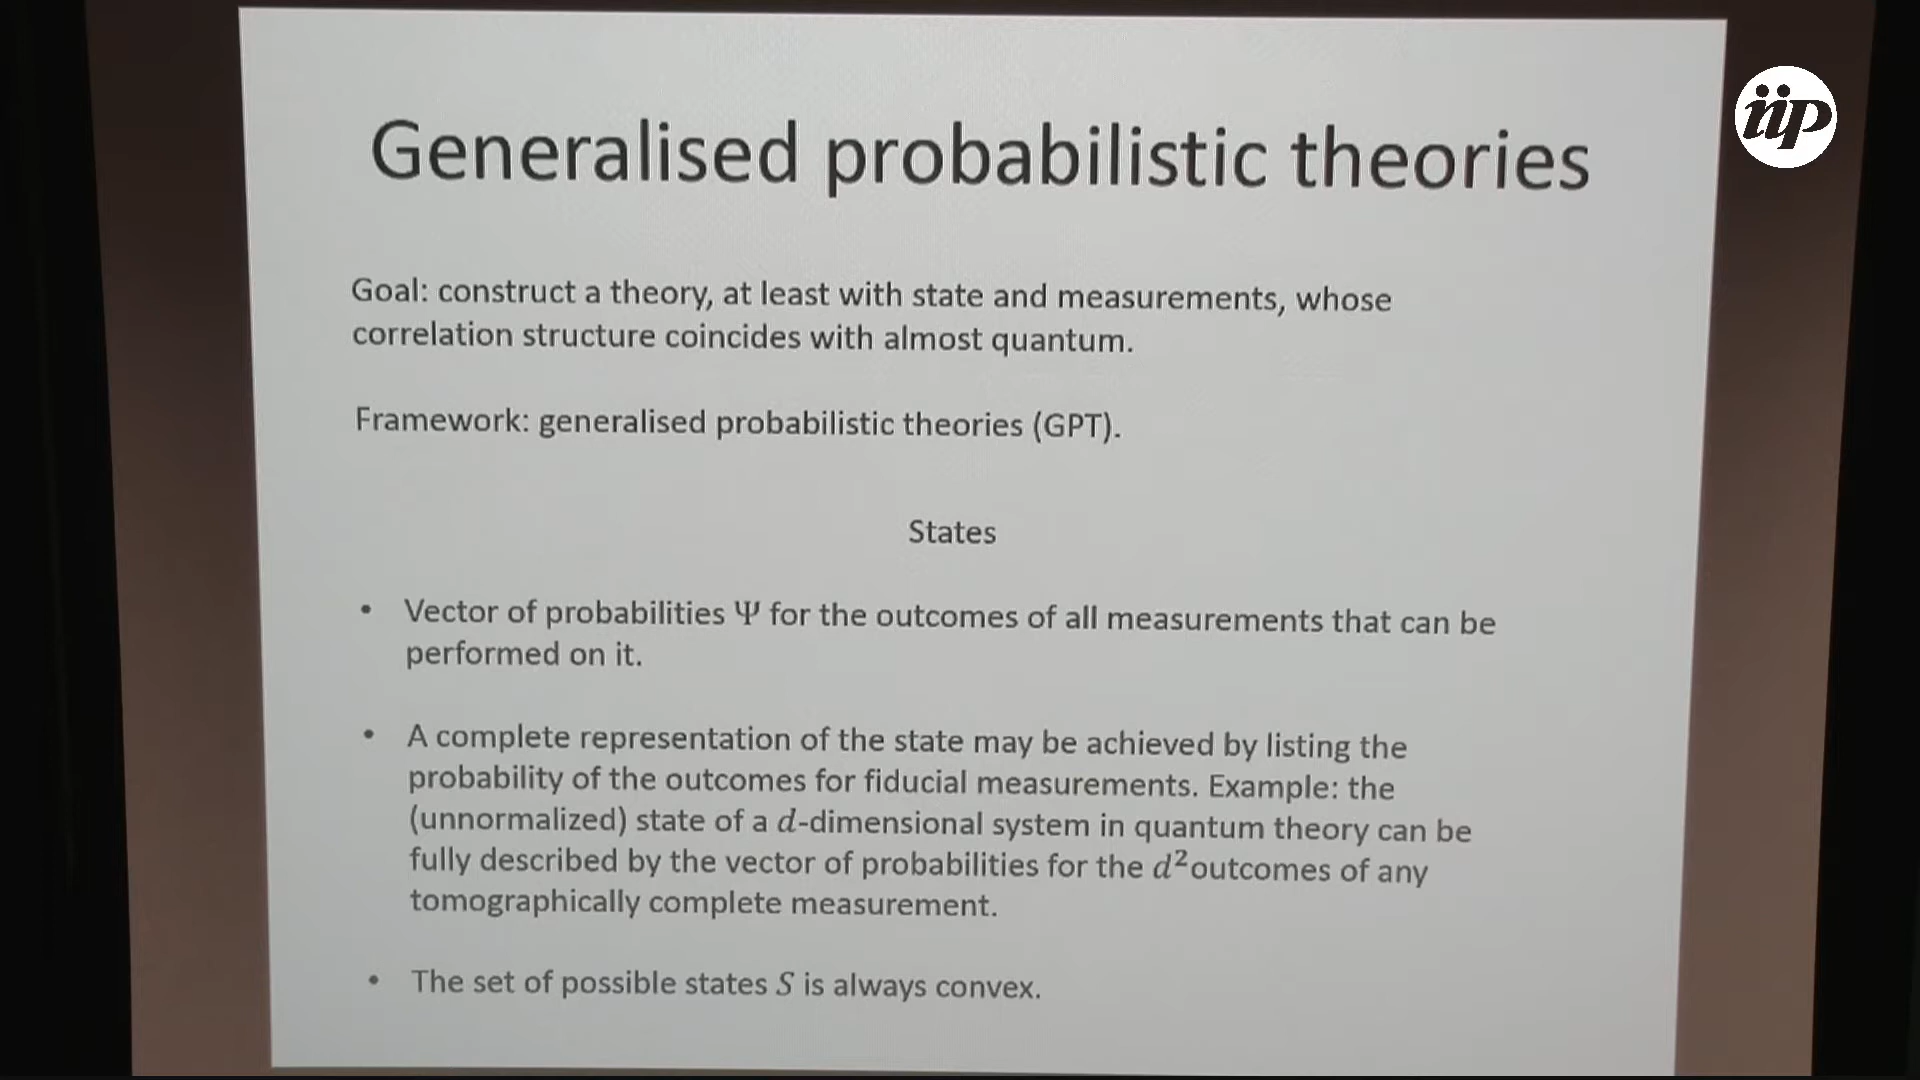 iip
Generalised probabilistic theories
Goal: construct a theory, at least with state and measurements, whose
correlation structure coincides with almost quantum.
Framework: generalised probabilistic theories (GPT).
States
• Vector of probabilities Ψ for the outcomes of all measurements that can be
performed on it.
• A complete representation of the state may be achieved by listing the
probability of the outcomes for fiducial measurements. Example: the
(unnormalized) state of a d-dimensional system in quantum theory can be
fully described by the vector of probabilities for the d² outcomes of any
tomographically complete measurement.
• The set of possible states S is always convex.